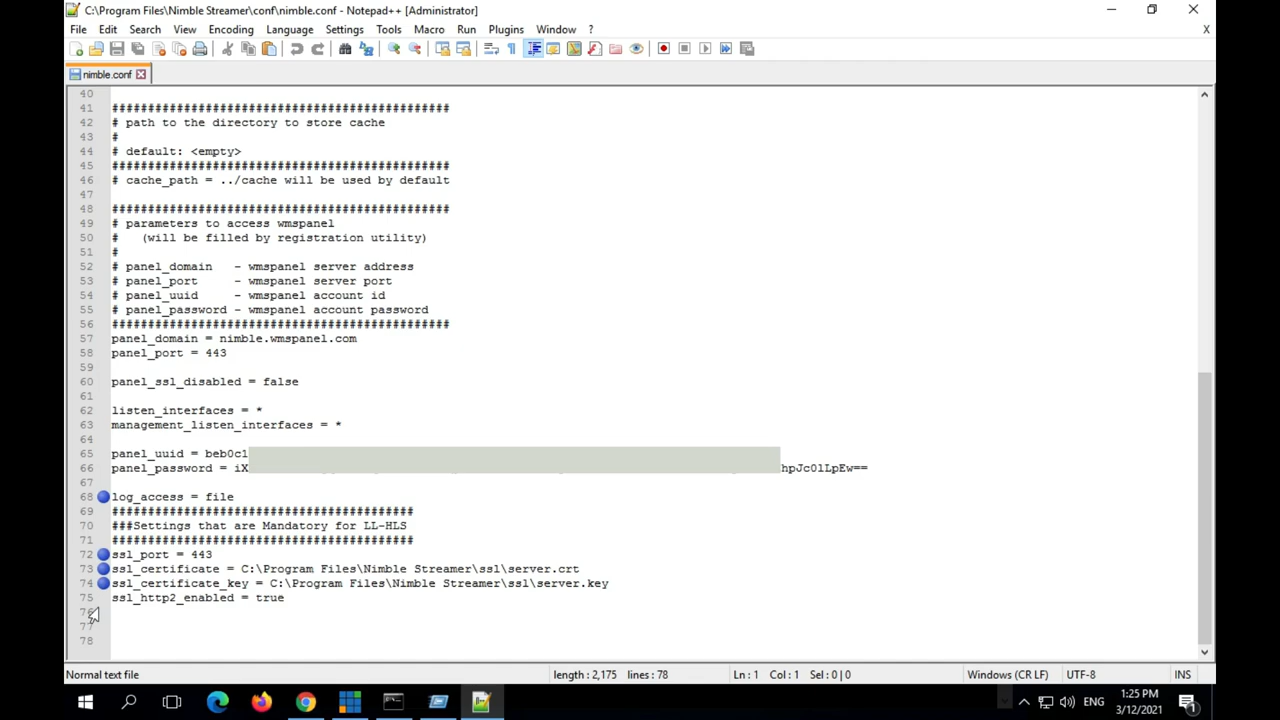 C:\Program Files\Nimble Streamer\conf\nimble.conf - Notepad++ [Administrator]
File Edit Search View Encoding Language Settings Tools Macro Run Plugins Window ? X
nimble.conf
40
41 ###############################################
42 # path to the directory to store cache
43 #
44 # default: <empty>
45 ###############################################
46 # cache_path = ../cache will be used by default
47
48 ###############################################
49 # parameters to access wmspanel
50 # (will be filled by registration utility)
51 #
52 # panel_domain - wmspanel server address
53 # panel_port - wmspanel server port
54 # panel_uuid - wmspanel account id
55 # panel_password - wmspanel account password
56 ###############################################
57 panel_domain = nimble.wmspanel.com
58 panel_port = 443
59
60 panel_ssl_disabled = false
61
62 listen_interfaces = *
63 management_listen_interfaces = *
64
65 panel_uuid = beb0c1
66 panel_password = iX hpJc0lLpEw==
67
68 log_access = file
69 ##########################################
70 ###Settings that are Mandatory for LL-HLS
71 ##########################################
72 ssl_port = 443
73 ssl_certificate = C:\Program Files\Nimble Streamer\ssl\server.crt
74 ssl_certificate_key = C:\Program Files\Nimble Streamer\ssl\server.key
75 ssl_http2_enabled = true
76
77
78
Normal text file length : 2,175 lines : 78 Ln : 1 Col : 1 Sel : 0 | 0 Windows (CR LF) UTF-8 INS
ENG 1:25 PM
3/12/2021 1